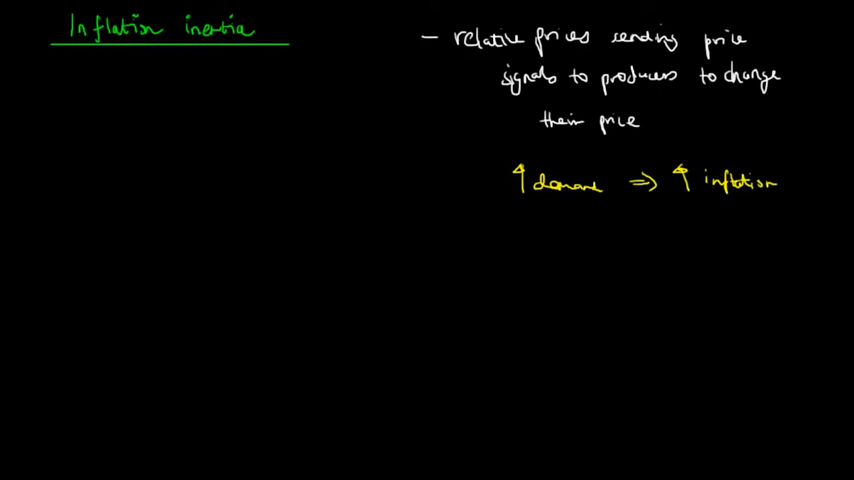 Inflation inertia
- relative prices sending price
signals to producers to change
their price
↑ demand ⇒ ↑ inflation